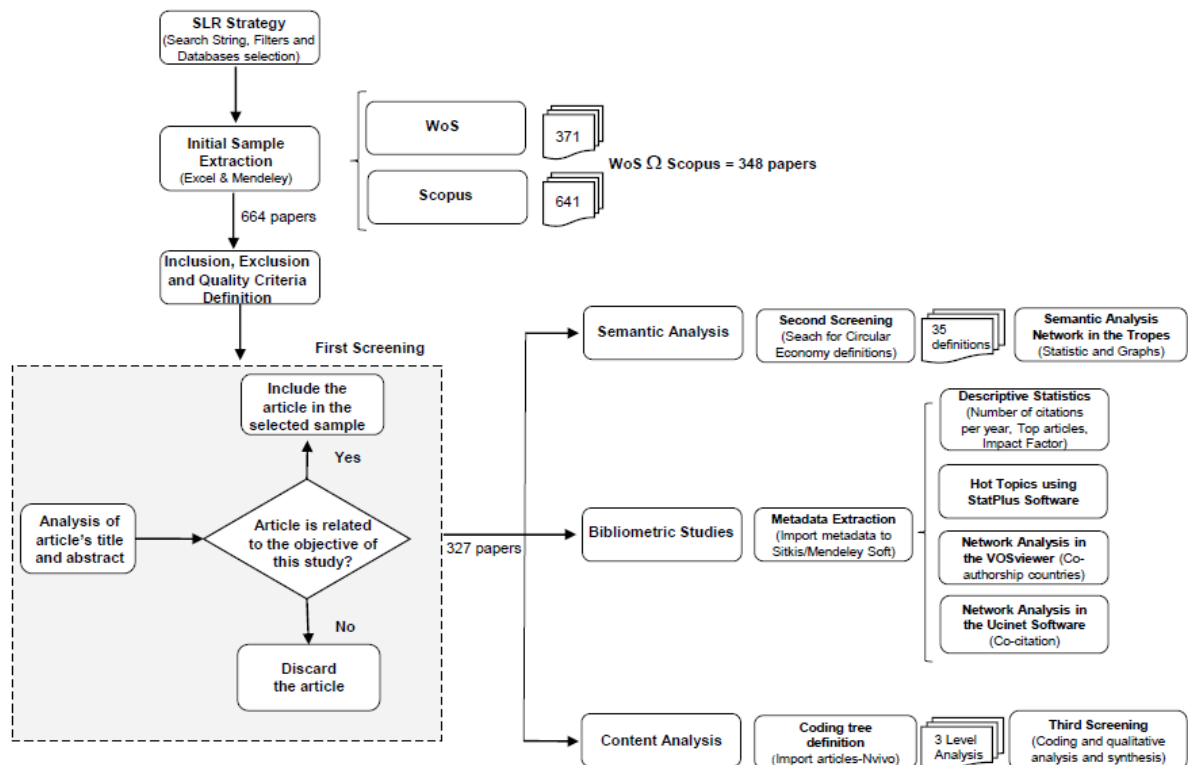 SLR Strategy
(Search String, Filters and
Databases selection)
Initial Sample
Extraction
(Excel & Mendeley)
WoS
371
WoS Ω Scopus = 348 papers
Scopus
641
664 papers
Inclusion, Exclusion
and Quality Criteria
Definition
First Screening
Include the
article in the
selected sample
Yes
Analysis of
article's title
and abstract
Article is related
to the objective of
this study?
No
Discard
the article
327 papers
Semantic Analysis
Second Screening
(Seach for Circular
Economy definitions)
35
definitions
Semantic Analysis
Network in the Tropes
(Statistic and Graphs)
Bibliometric Studies
Metadata Extraction
(Import metadata to
Sitkis/Mendeley Soft)
Descriptive Statistics
(Number of citations
per year, Top articles,
Impact Factor)
Hot Topics using
StatPlus Software
Network Analysis in
the VOSviewer (Co-
authorship countries)
Network Analysis in
the Ucinet Software
(Co-citation)
Content Analysis
Coding tree
definition
(Import articles-Nvivo)
3 Level
Analysis
Third Screening
(Coding and qualitative
analysis and synthesis)